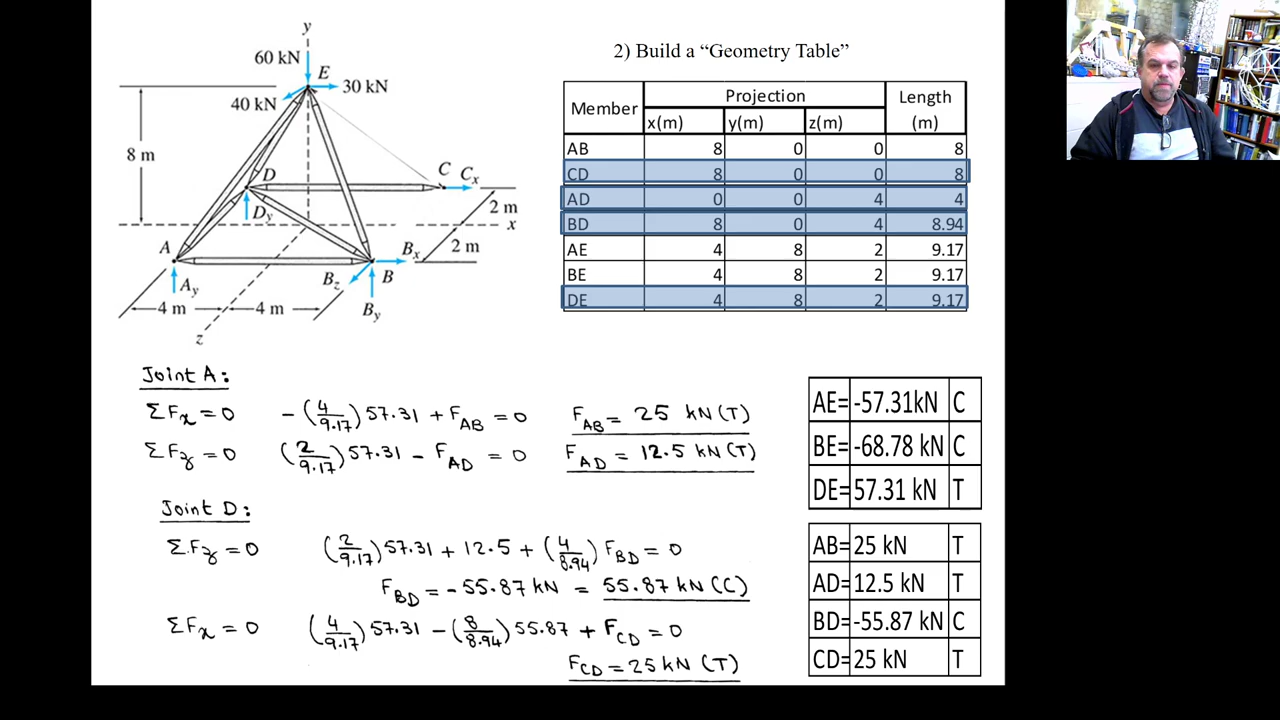 2) Build a “Geometry Table”
y
60 kN
E
30 kN
40 kN
8 m
D
C
Cx
Dy
2 m
x
A
Bx
2 m
Bz
B
Ay
4 m
4 m
By
z
Member Projection Length
x(m) y(m) z(m) (m)
AB 8 0 0 8
CD 8 0 0 8
AD 0 0 4 4
BD 8 0 4 8.94
AE 4 8 2 9.17
BE 4 8 2 9.17
DE 4 8 2 9.17
Joint A:
ΣFx = 0 -(4/9.17) 57.31 + FAB = 0 FAB = 25 kN (T)
ΣFz = 0 (2/9.17) 57.31 - FAD = 0 FAD = 12.5 kN (T)
Joint D:
ΣFz = 0 (2/9.17) 57.31 + 12.5 + (4/8.94) FBD = 0
FBD = -55.87 kN = 55.87 kN (C)
ΣFx = 0 (4/9.17) 57.31 - (8/8.94) 55.87 + FCD = 0
FCD = 25 kN (T)
AE= -57.31kN C
BE= -68.78 kN C
DE= 57.31 kN T
AB= 25 kN T
AD= 12.5 kN T
BD= -55.87 kN C
CD= 25 kN T